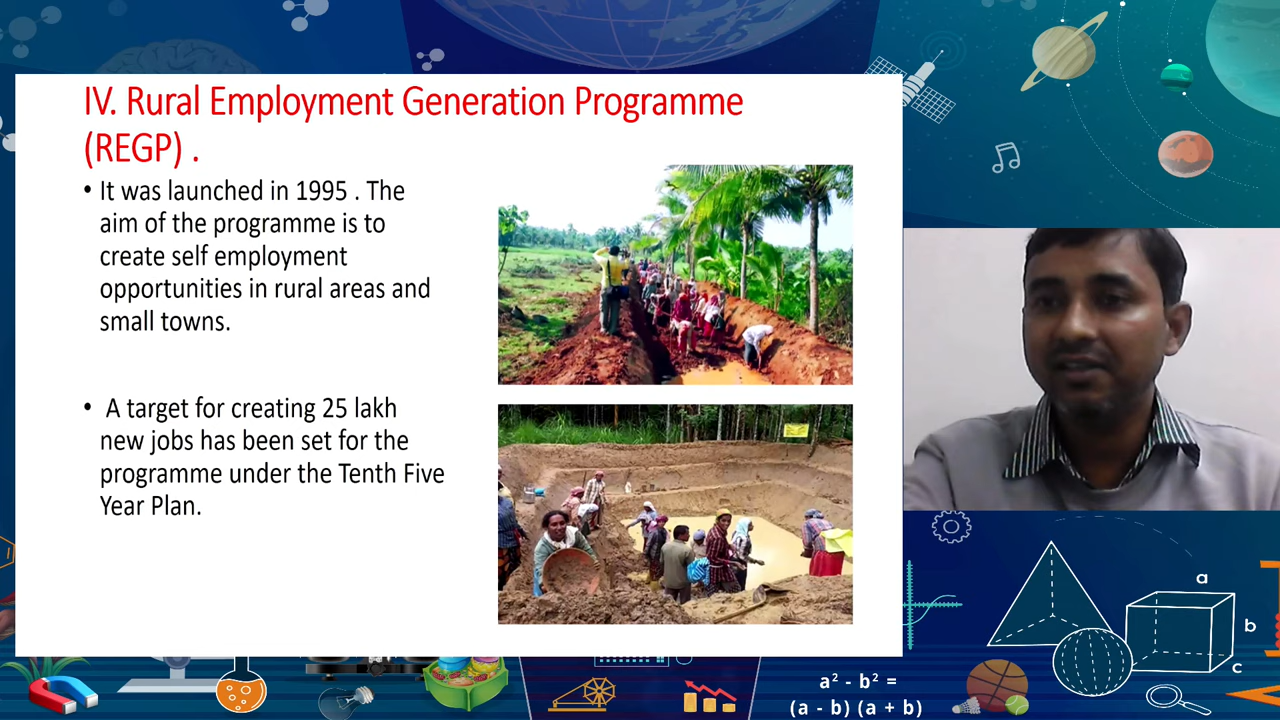 IV. Rural Employment Generation Programme
(REGP) .
• It was launched in 1995 . The
aim of the programme is to
create self employment
opportunities in rural areas and
small towns.
• A target for creating 25 lakh
new jobs has been set for the
programme under the Tenth Five
Year Plan.
a
b
c
a² - b² =
(a - b) (a + b)